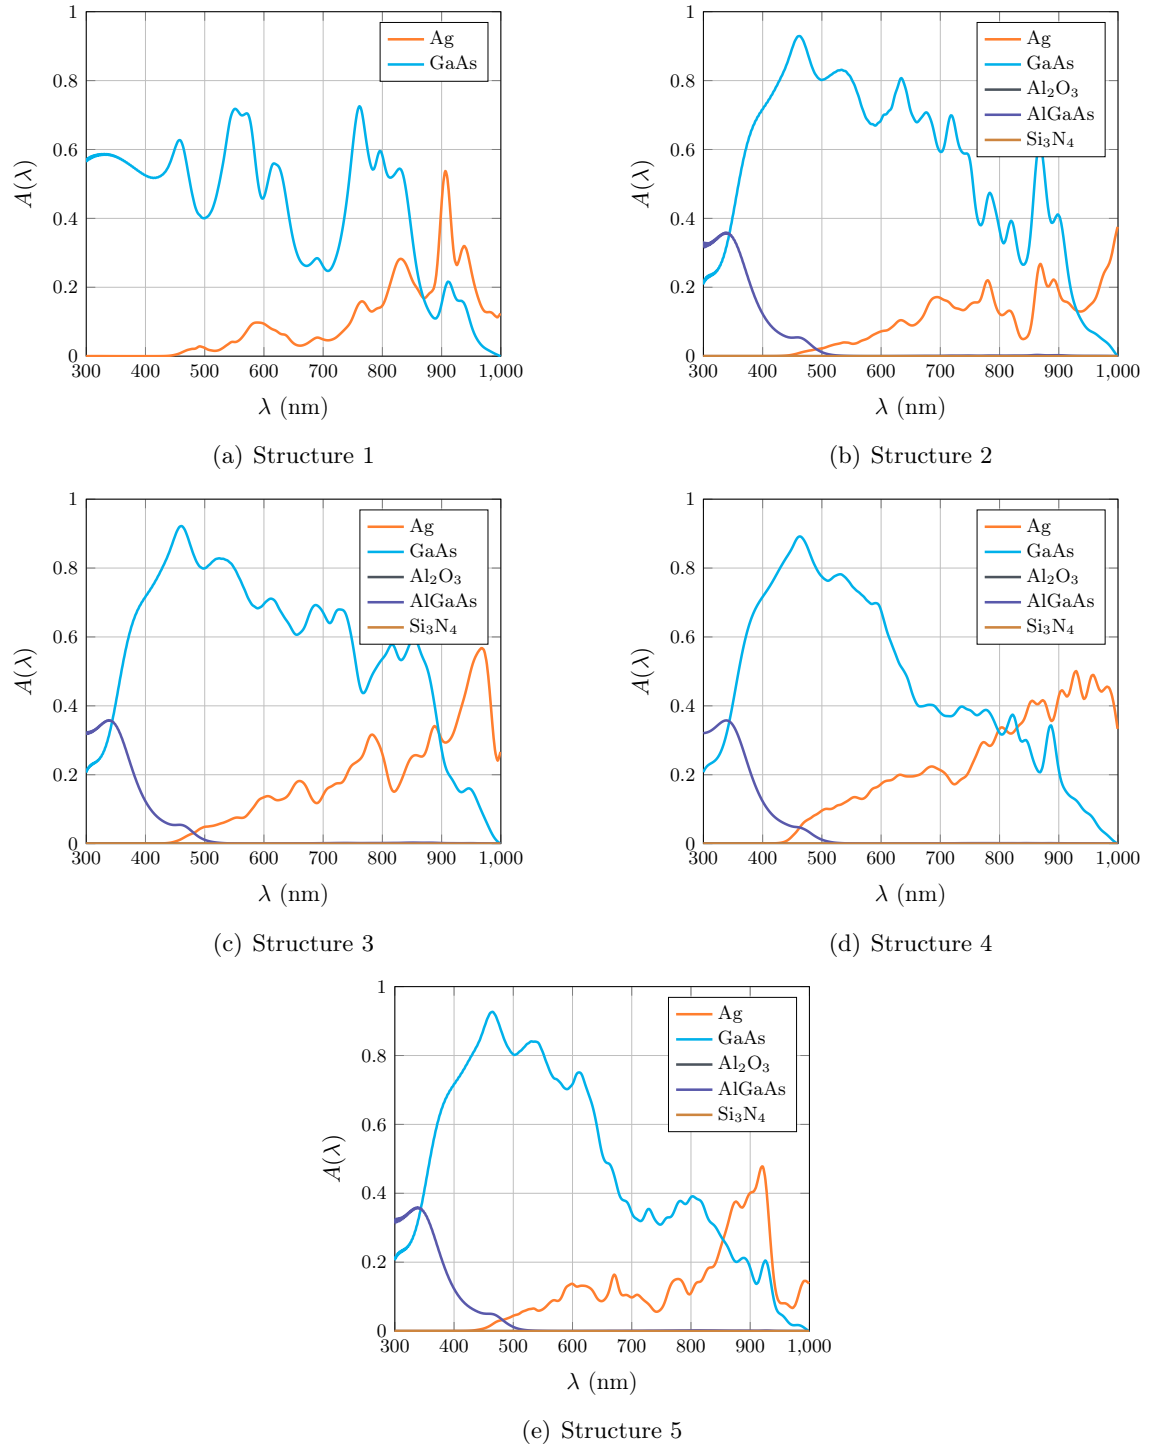 1
0.8
0.6
0.4
0.2
0
A(λ)
Ag
GaAs
300 400 500 600 700 800 900 1,000
λ (nm)
(a) Structure 1
1
0.8
0.6
0.4
0.2
0
A(λ)
Ag
GaAs
Al₂O₃
AlGaAs
Si₃N₄
300 400 500 600 700 800 900 1,000
λ (nm)
(b) Structure 2
1
0.8
0.6
0.4
0.2
0
A(λ)
Ag
GaAs
Al₂O₃
AlGaAs
Si₃N₄
300 400 500 600 700 800 900 1,000
λ (nm)
(c) Structure 3
1
0.8
0.6
0.4
0.2
0
A(λ)
Ag
GaAs
Al₂O₃
AlGaAs
Si₃N₄
300 400 500 600 700 800 900 1,000
λ (nm)
(d) Structure 4
1
0.8
0.6
0.4
0.2
0
A(λ)
Ag
GaAs
Al₂O₃
AlGaAs
Si₃N₄
300 400 500 600 700 800 900 1,000
λ (nm)
(e) Structure 5